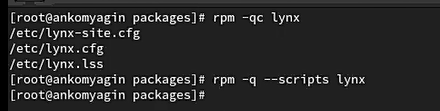 [root@ankomyagin packages]# rpm -qc lynx
/etc/lynx-site.cfg
/etc/lynx.cfg
/etc/lynx.lss
[root@ankomyagin packages]# rpm -q --scripts lynx
[root@ankomyagin packages]#